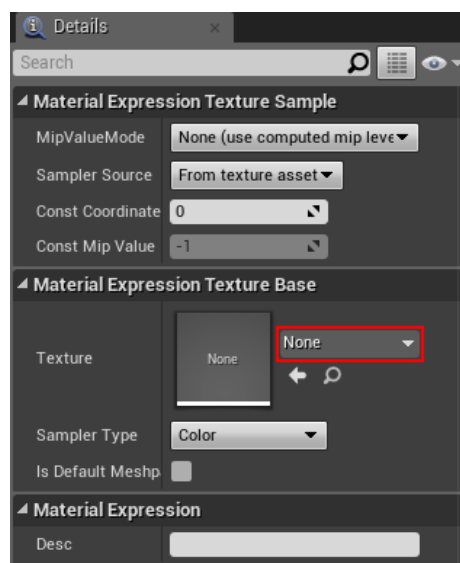 Details
Search
Material Expression Texture Sample
MipValueMode None (use computed mip leve
Sampler Source From texture asset
Const Coordinate 0
Const Mip Value -1
Material Expression Texture Base
Texture None None
Sampler Type Color
Is Default Meshp
Material Expression
Desc